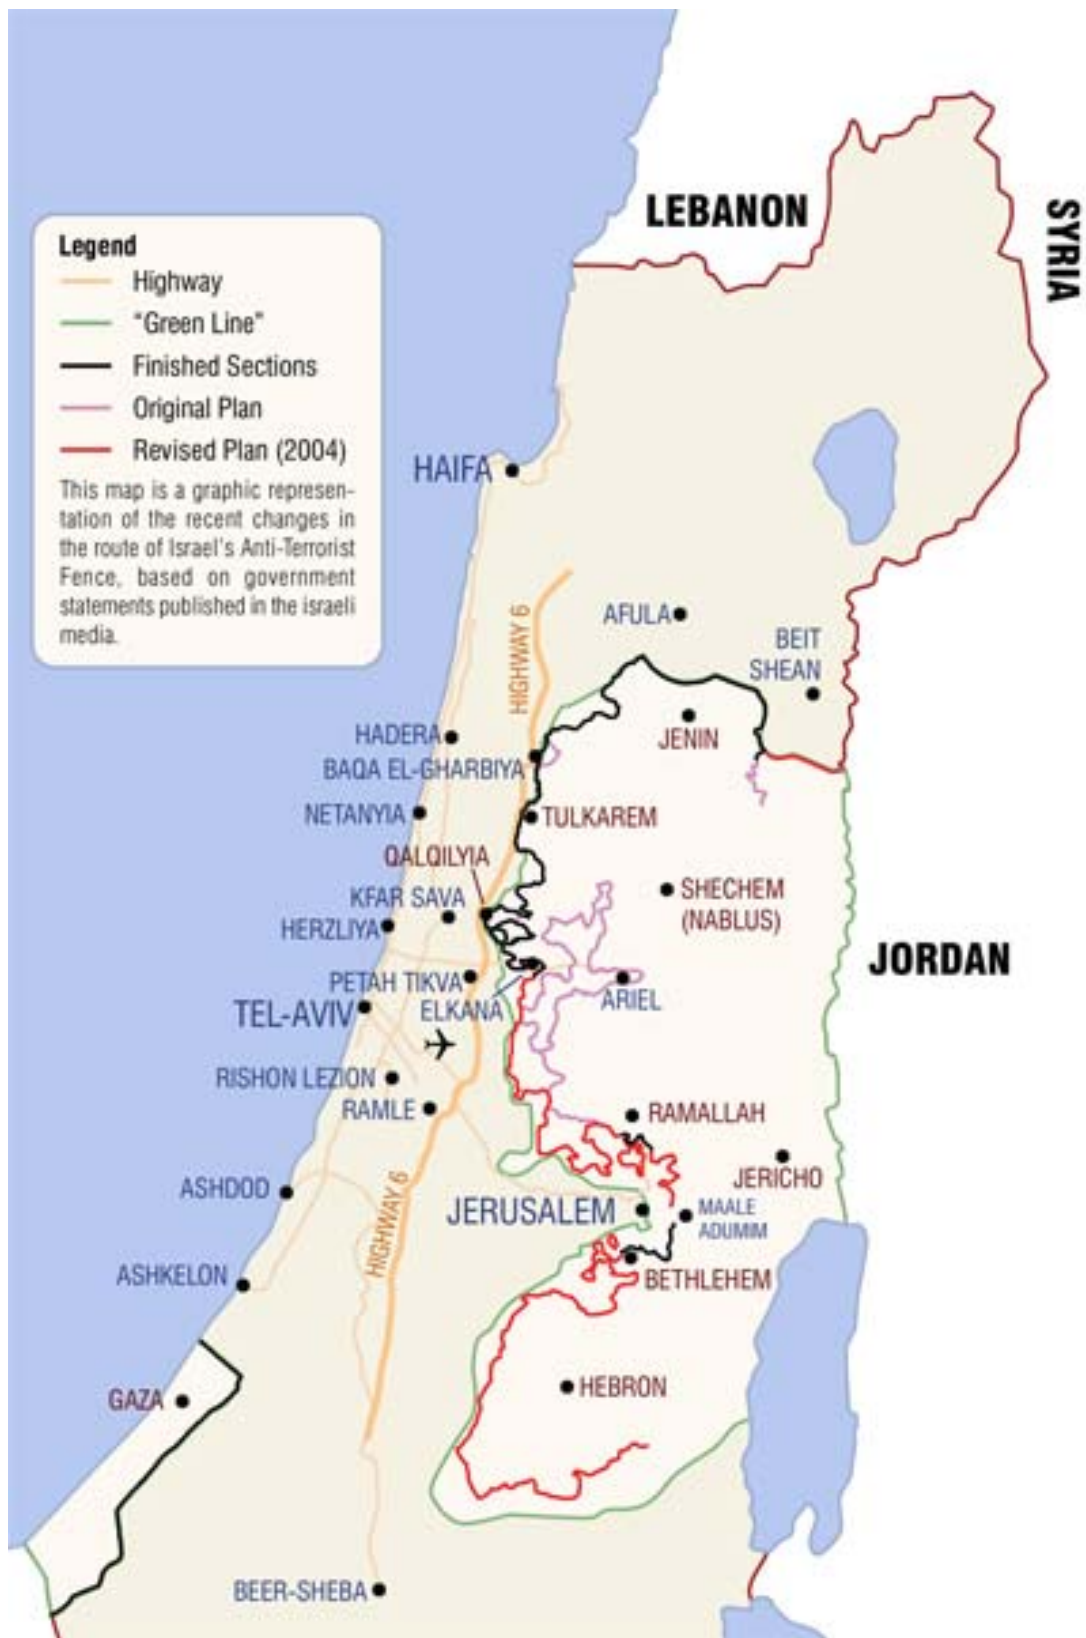 LEBANON
SYRIA
Legend
Highway
“Green Line”
Finished Sections
Original Plan
Revised Plan (2004)
This map is a graphic represen-
tation of the recent changes in
the route of Israel's Anti-Terrorist
Fence, based on government
statements published in the israeli
media.
HAIFA
HIGHWAY 6
AFULA
BEIT
SHEAN
HADERA
JENIN
BAQA EL-GHARBIYA
NETANYIA
TULKAREM
QALQILYIA
KFAR SAVA
SHECHEM
(NABLUS)
HERZLIYA
JORDAN
PETAH TIKVA
ELKANA
ARIEL
TEL-AVIV
RISHON LEZION
RAMLE
RAMALLAH
JERICHO
ASHDOD
HIGHWAY 6
JERUSALEM
MAALE
ADUMIM
ASHKELON
BETHLEHEM
GAZA
HEBRON
BEER-SHEBA